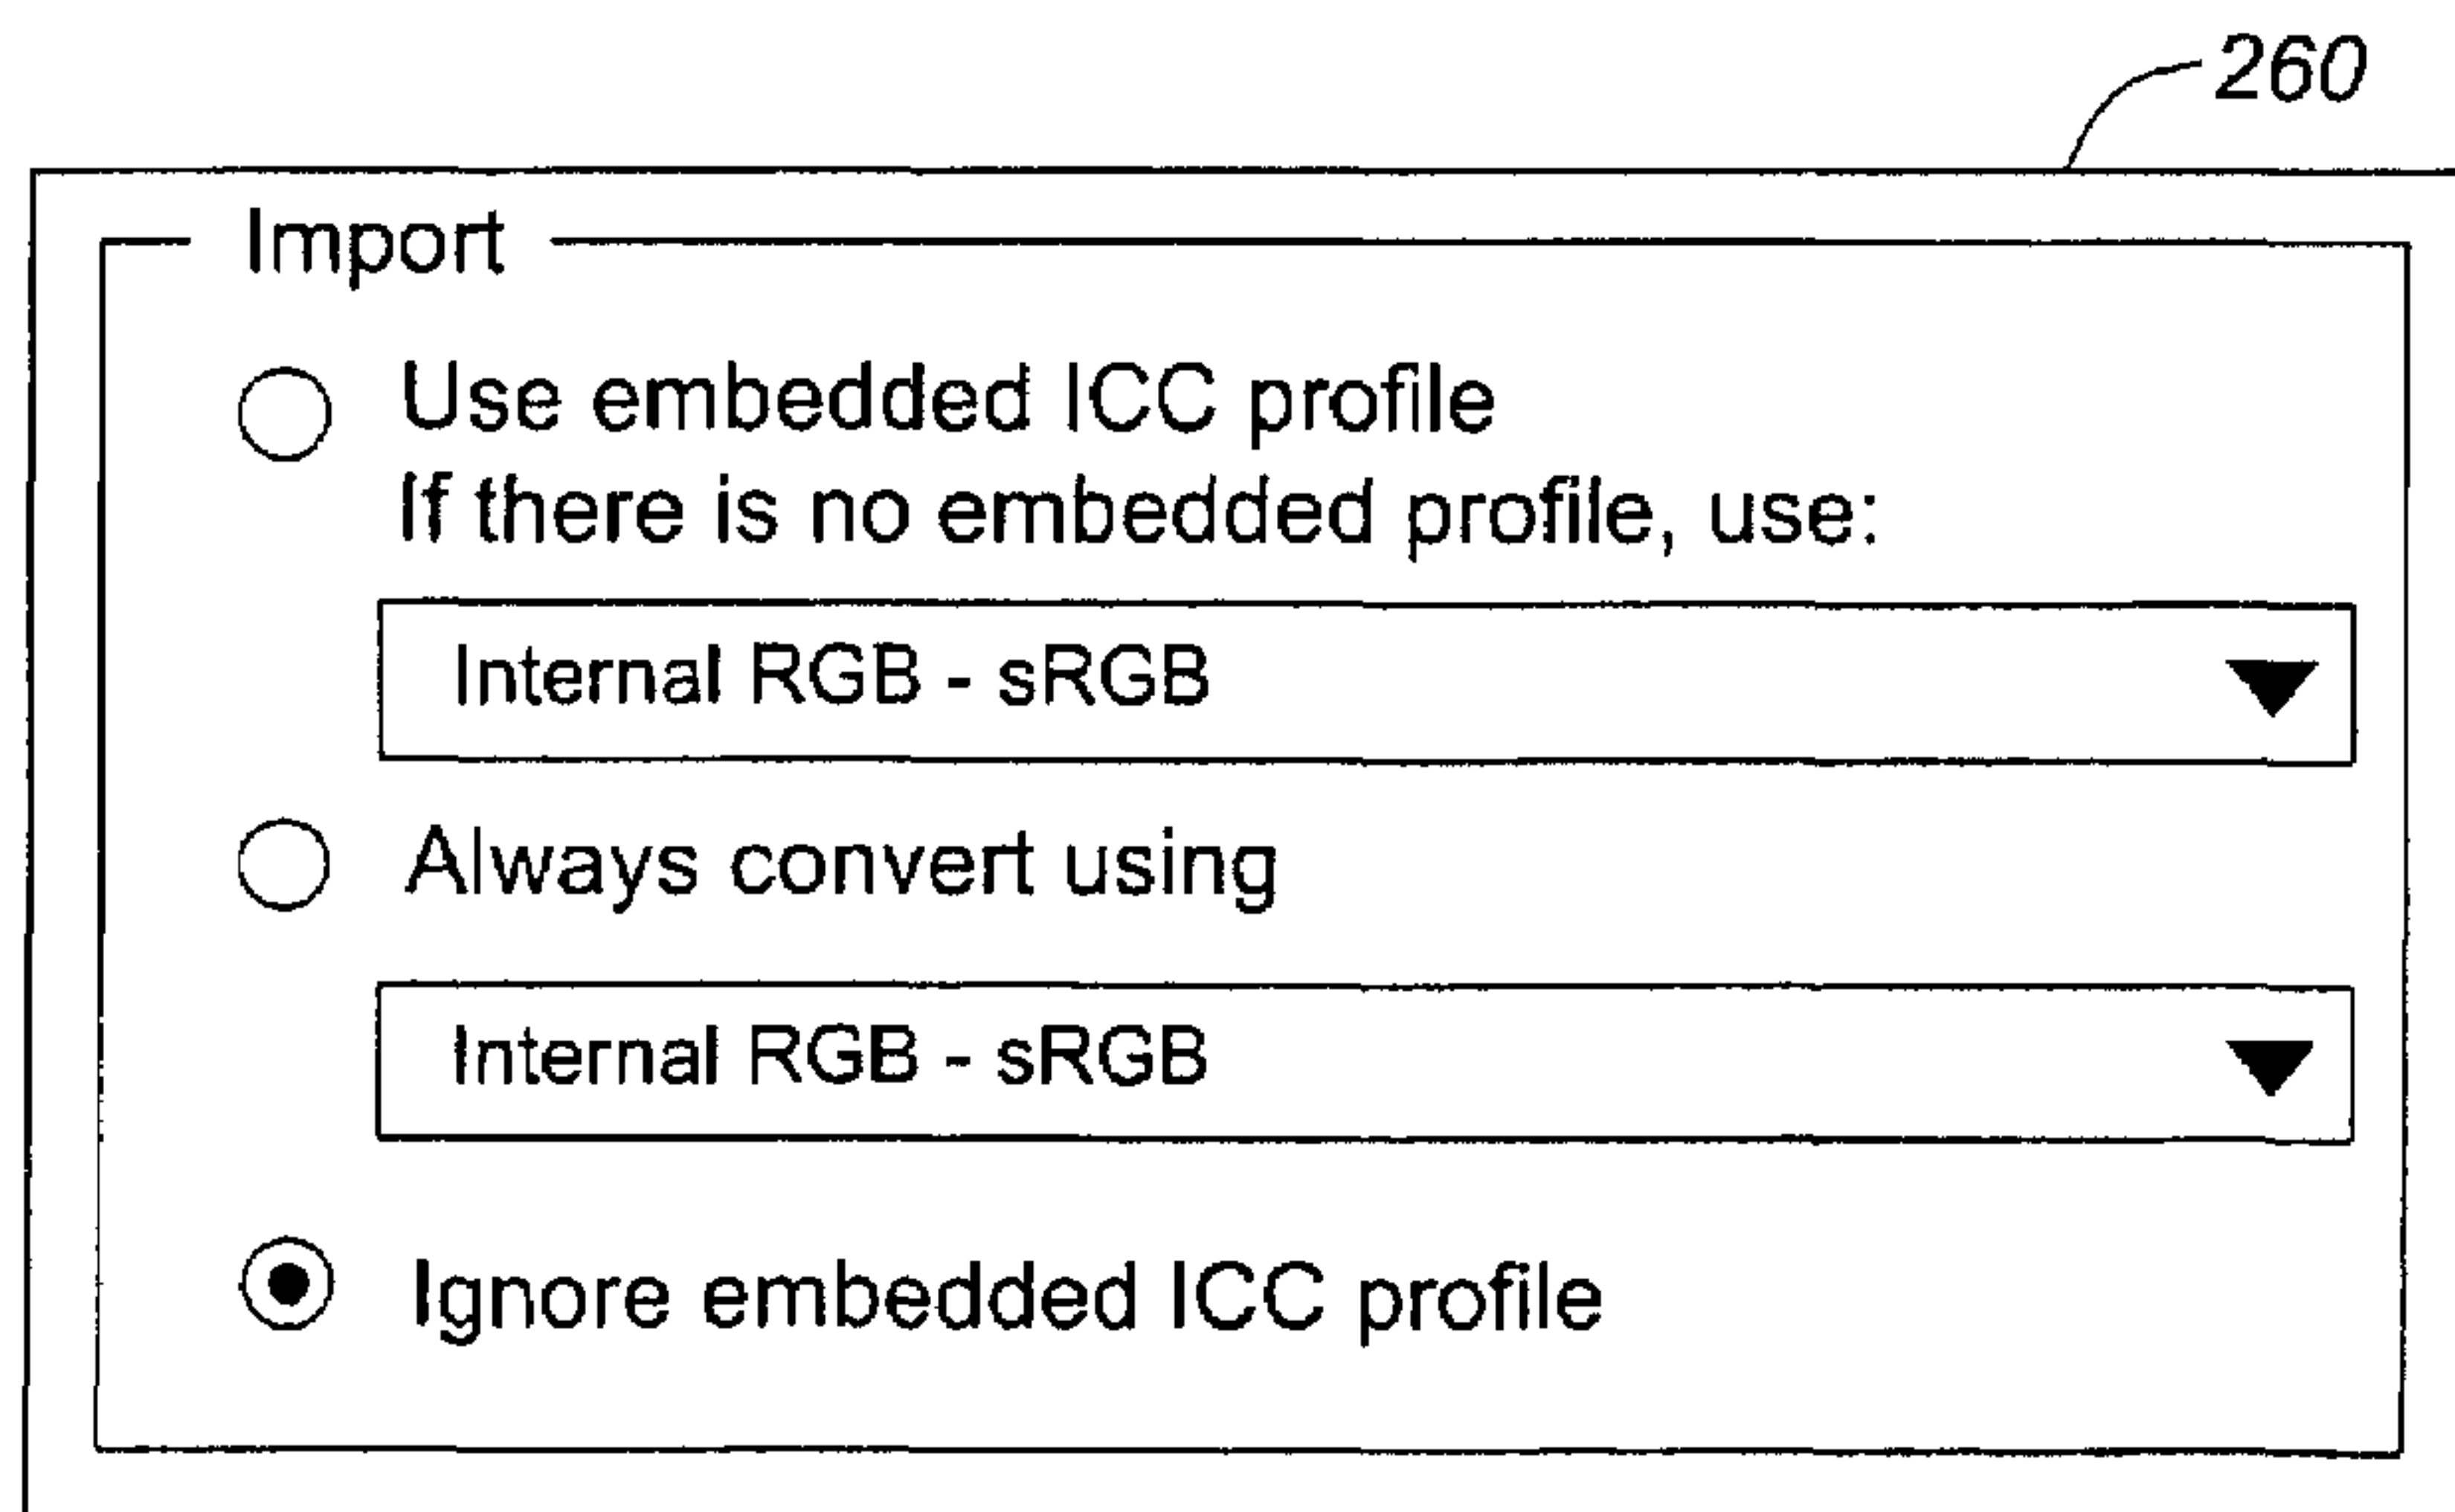 260
Import
Use embedded ICC profile
If there is no embedded profile, use:
Internal RGB - sRGB
Always convert using
Internal RGB - sRGB
Ignore embedded ICC profile